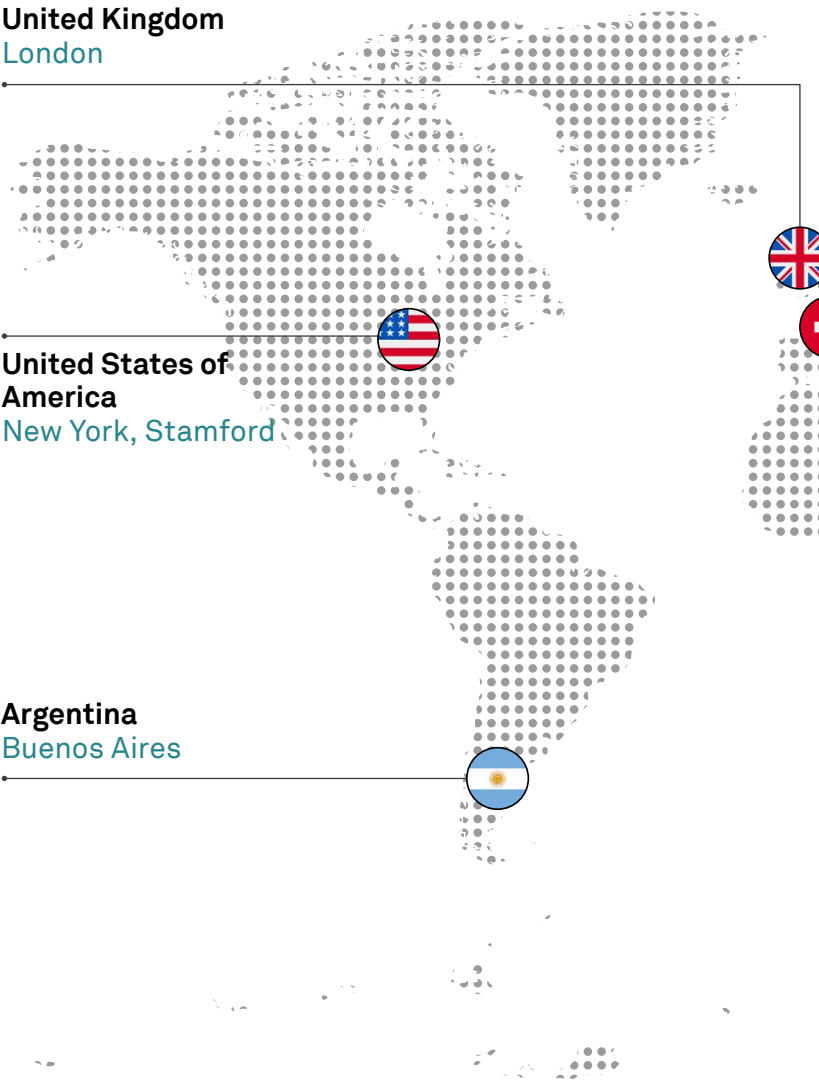 United Kingdom
London
United States of
America
New York, Stamford
Argentina
Buenos Aires